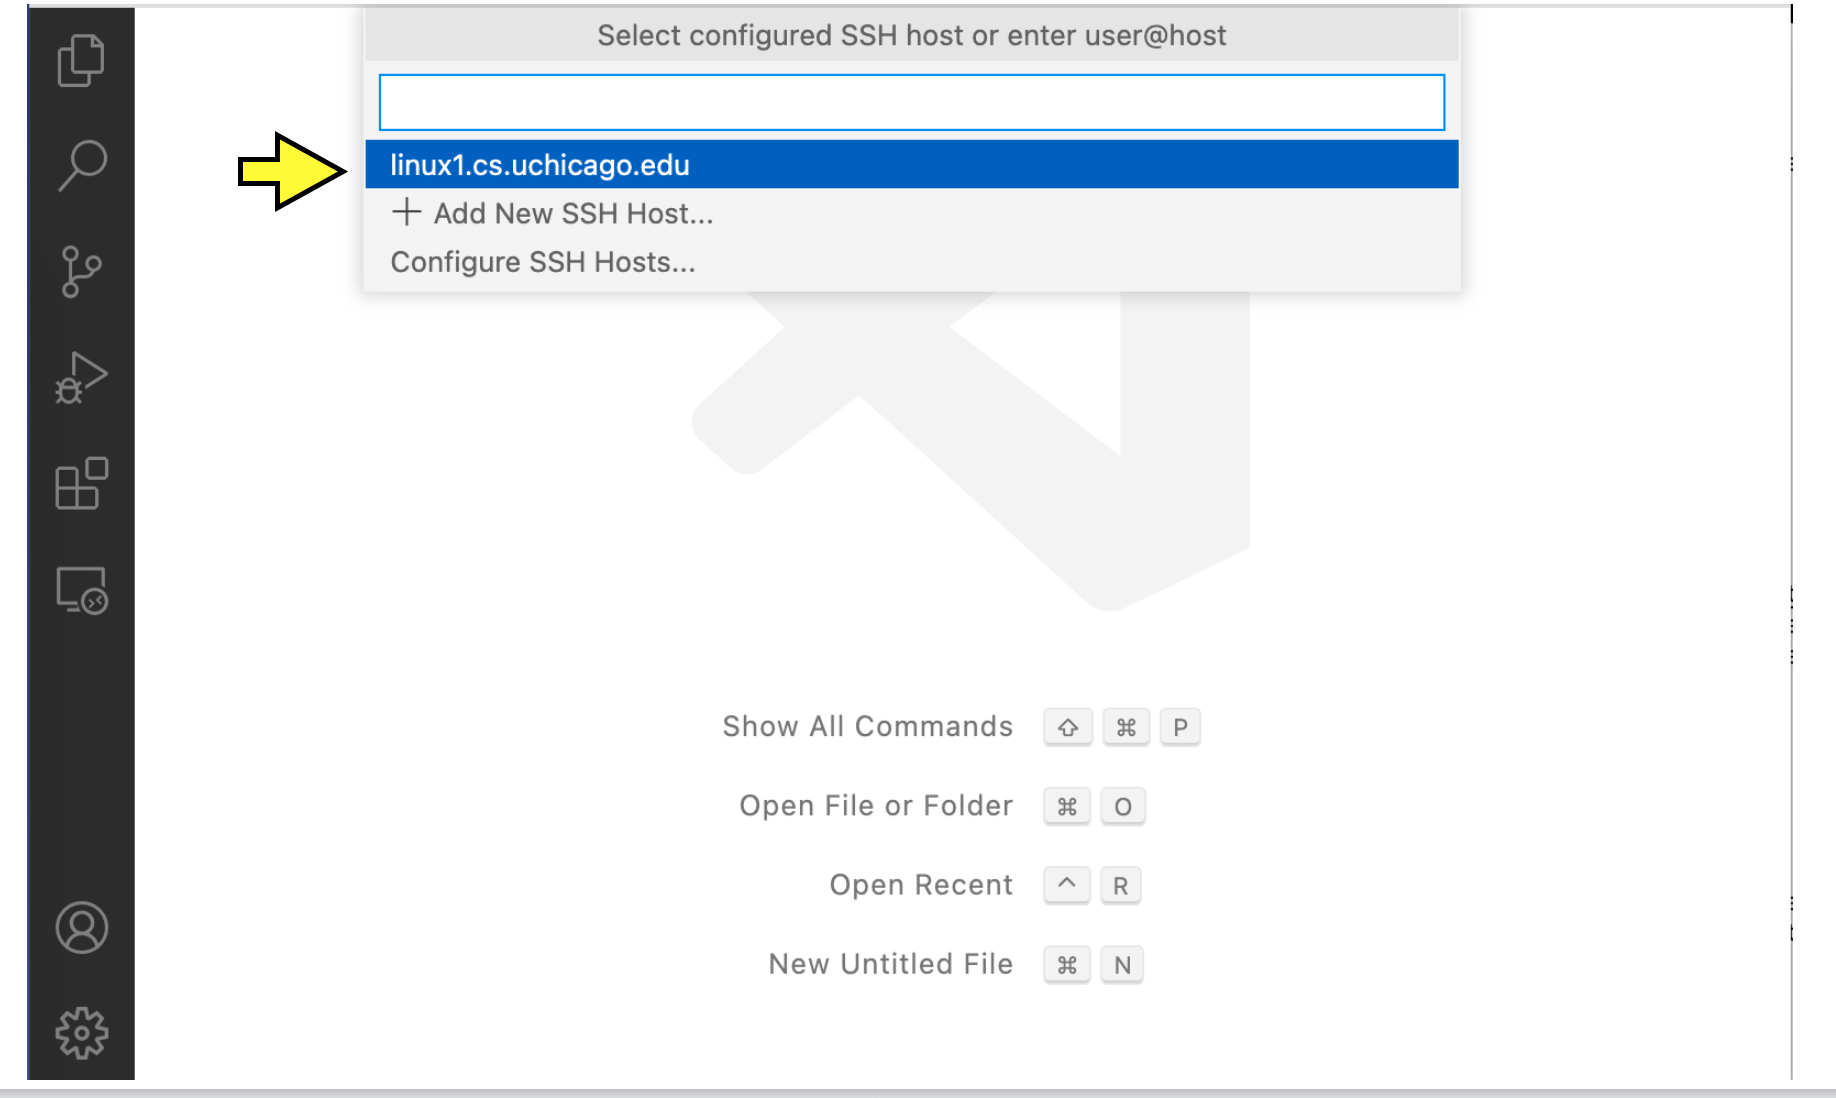 Select configured SSH host or enter user@host
linux1.cs.uchicago.edu
+ Add New SSH Host...
Configure SSH Hosts...
Show All Commands ⇧ ⌘ P
Open File or Folder ⌘ O
Open Recent ^ R
New Untitled File ⌘ N